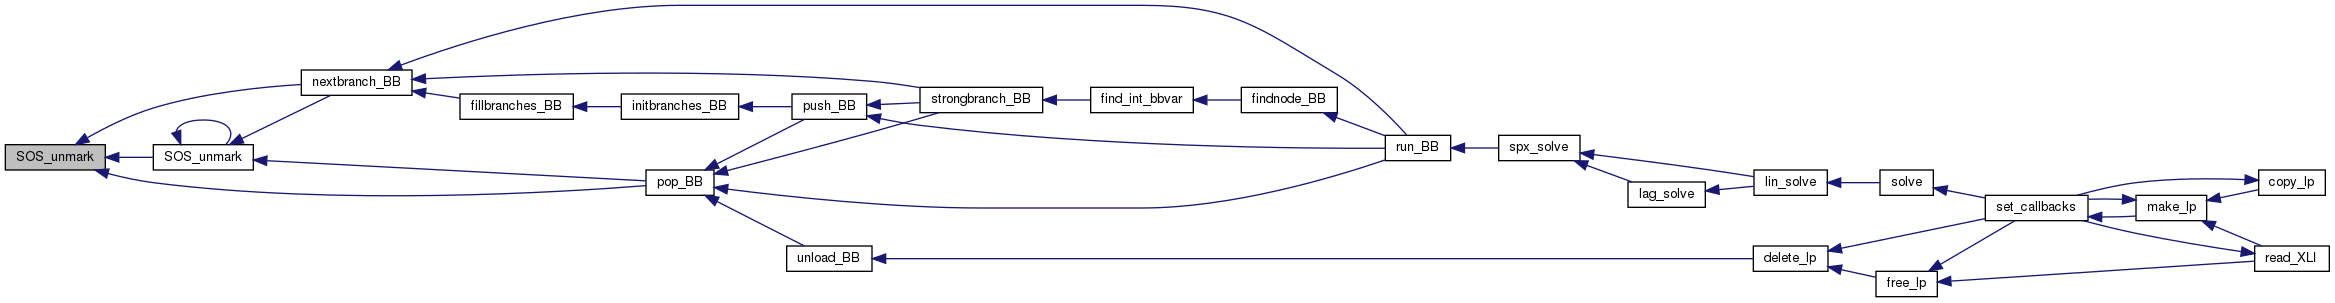 SOS_unmark
SOS_unmark
nextbranch_BB
fillbranches_BB
initbranches_BB
push_BB
strongbranch_BB
find_int_bbvar
findnode_BB
run_BB
pop_BB
unload_BB
spx_solve
lag_solve
lin_solve
solve
delete_lp
free_lp
set_callbacks
make_lp
copy_lp
read_XLI